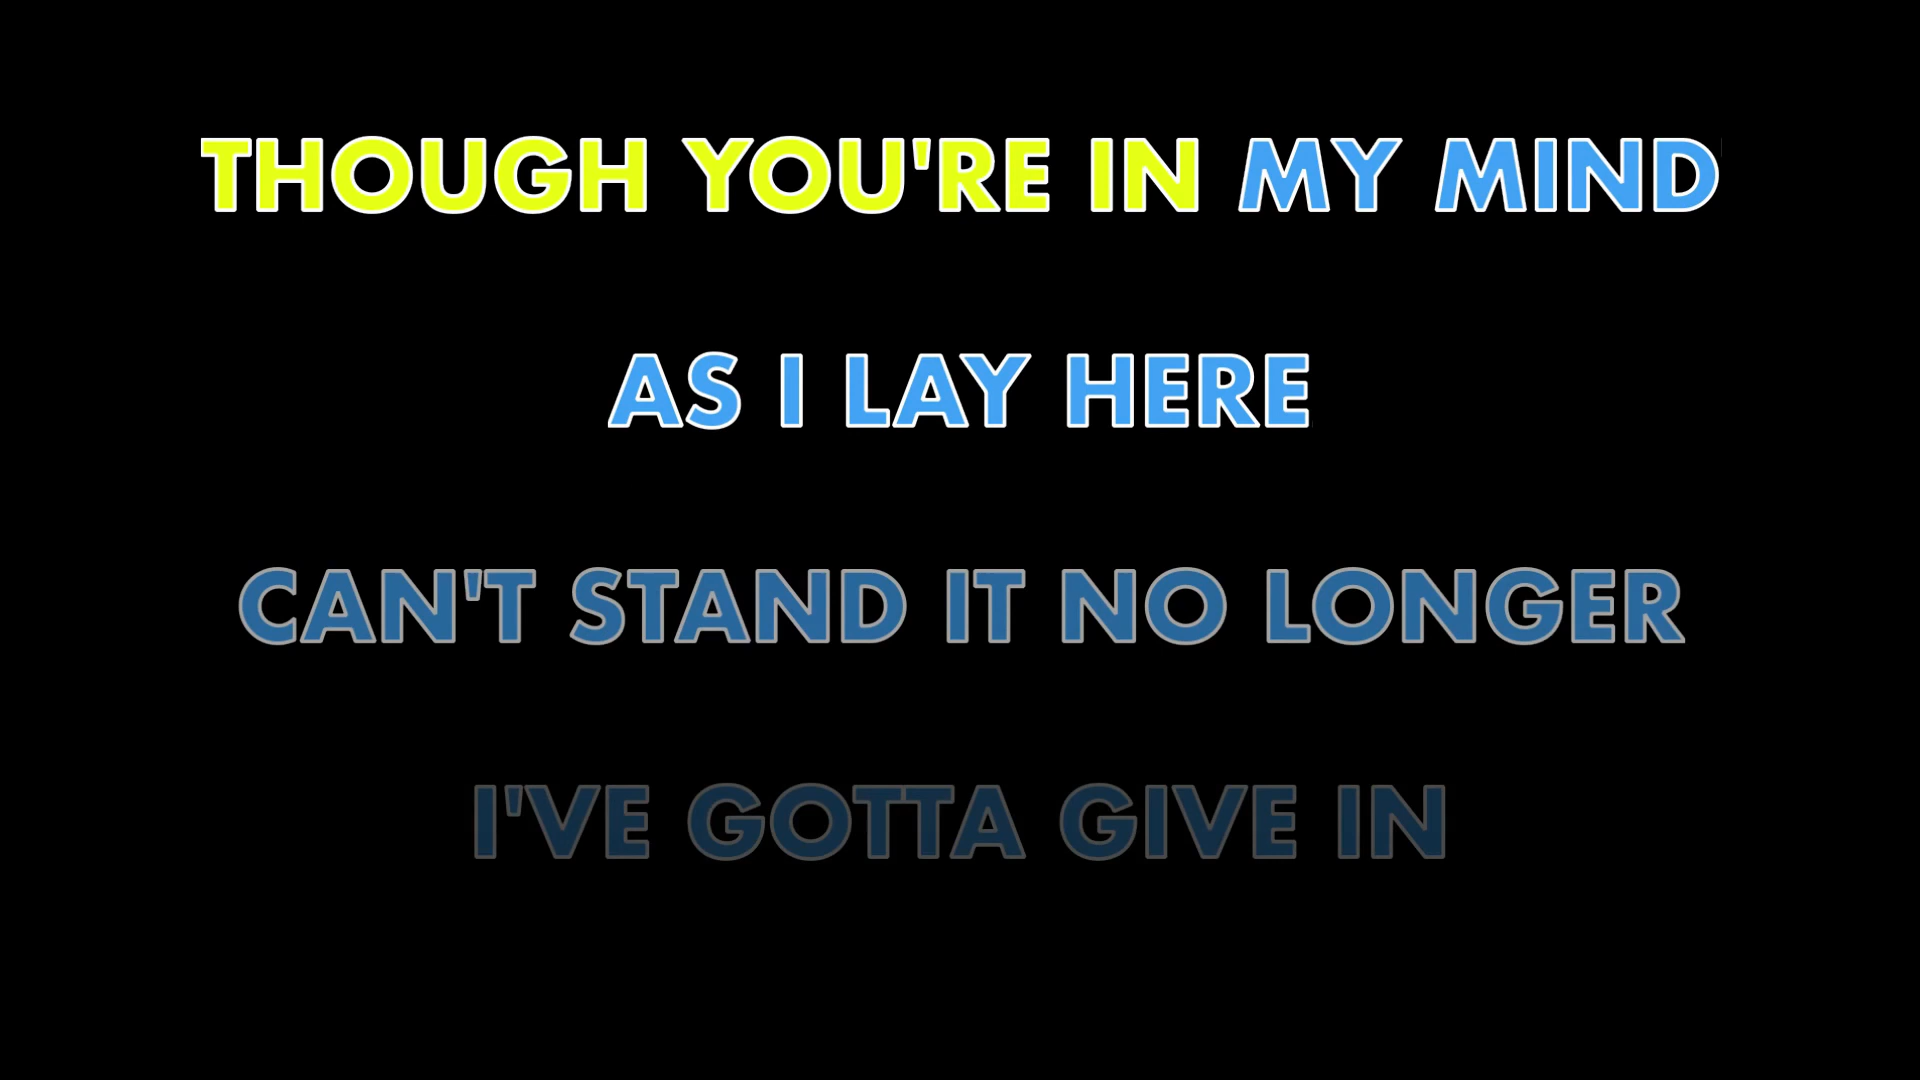 THOUGH YOU'RE IN MY MIND
AS I LAY HERE
CAN'T STAND IT NO LONGER
I'VE GOTTA GIVE IN